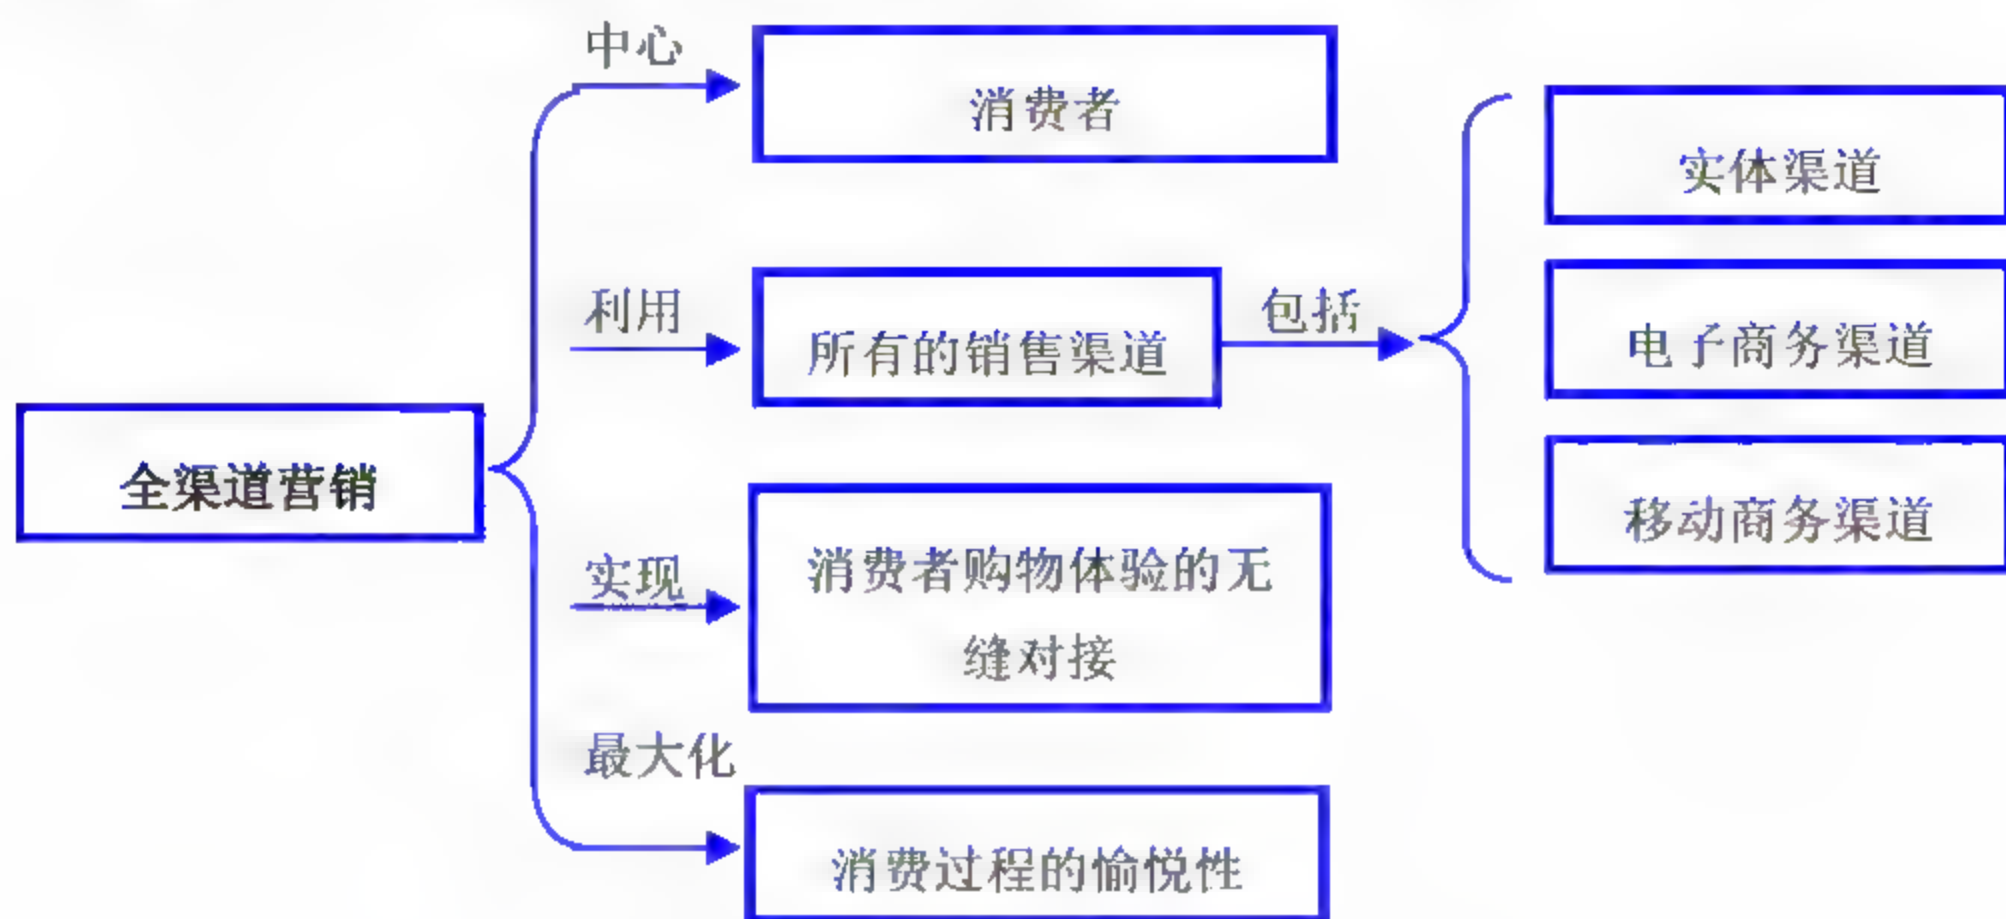 中心
消费者
实体渠道
利用
所有的销售渠道
包括
电子商务渠道
全渠道营销
移动商务渠道
实现
消费者购物体验的无
缝对接
最大化
消费过程的愉悦性